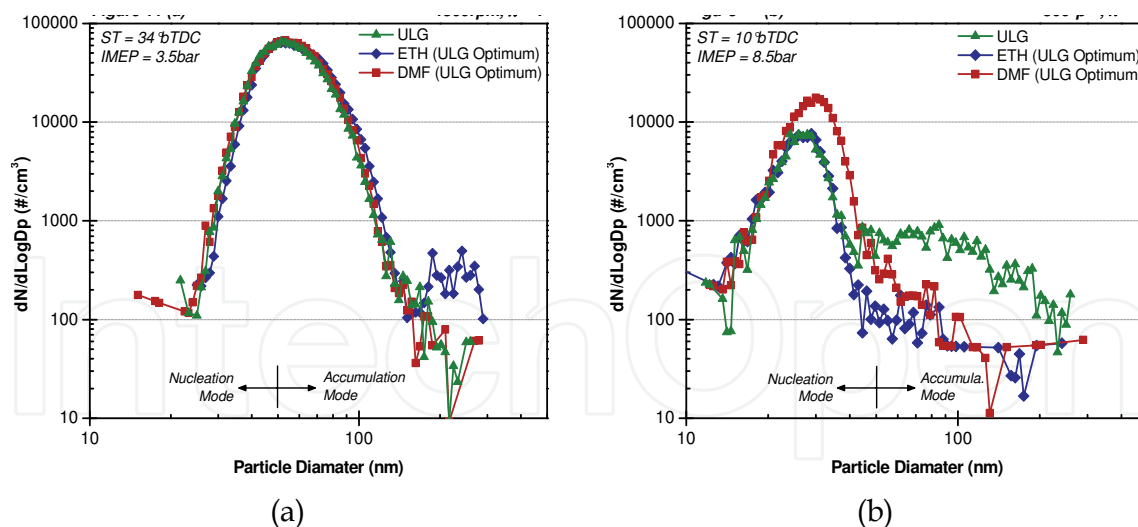 ST = 34°bTDC
IMEP = 3.5bar
ULG
ETH (ULG Optimum)
DMF (ULG Optimum)
dN/dLogDp (#/cm³)
100000
10000
1000
100
10
Nucleation
Mode
Accumulation
Mode
10
100
Particle Diamater (nm)
(a)
ST = 10°bTDC
IMEP = 8.5bar
ULG
ETH (ULG Optimum)
DMF (ULG Optimum
dN/dLogDp (#/cm³)
100000
10000
1000
100
10
Nucleation
Mode
Accumula.
Mode
10
100
Particle Diamater (nm)
(b)